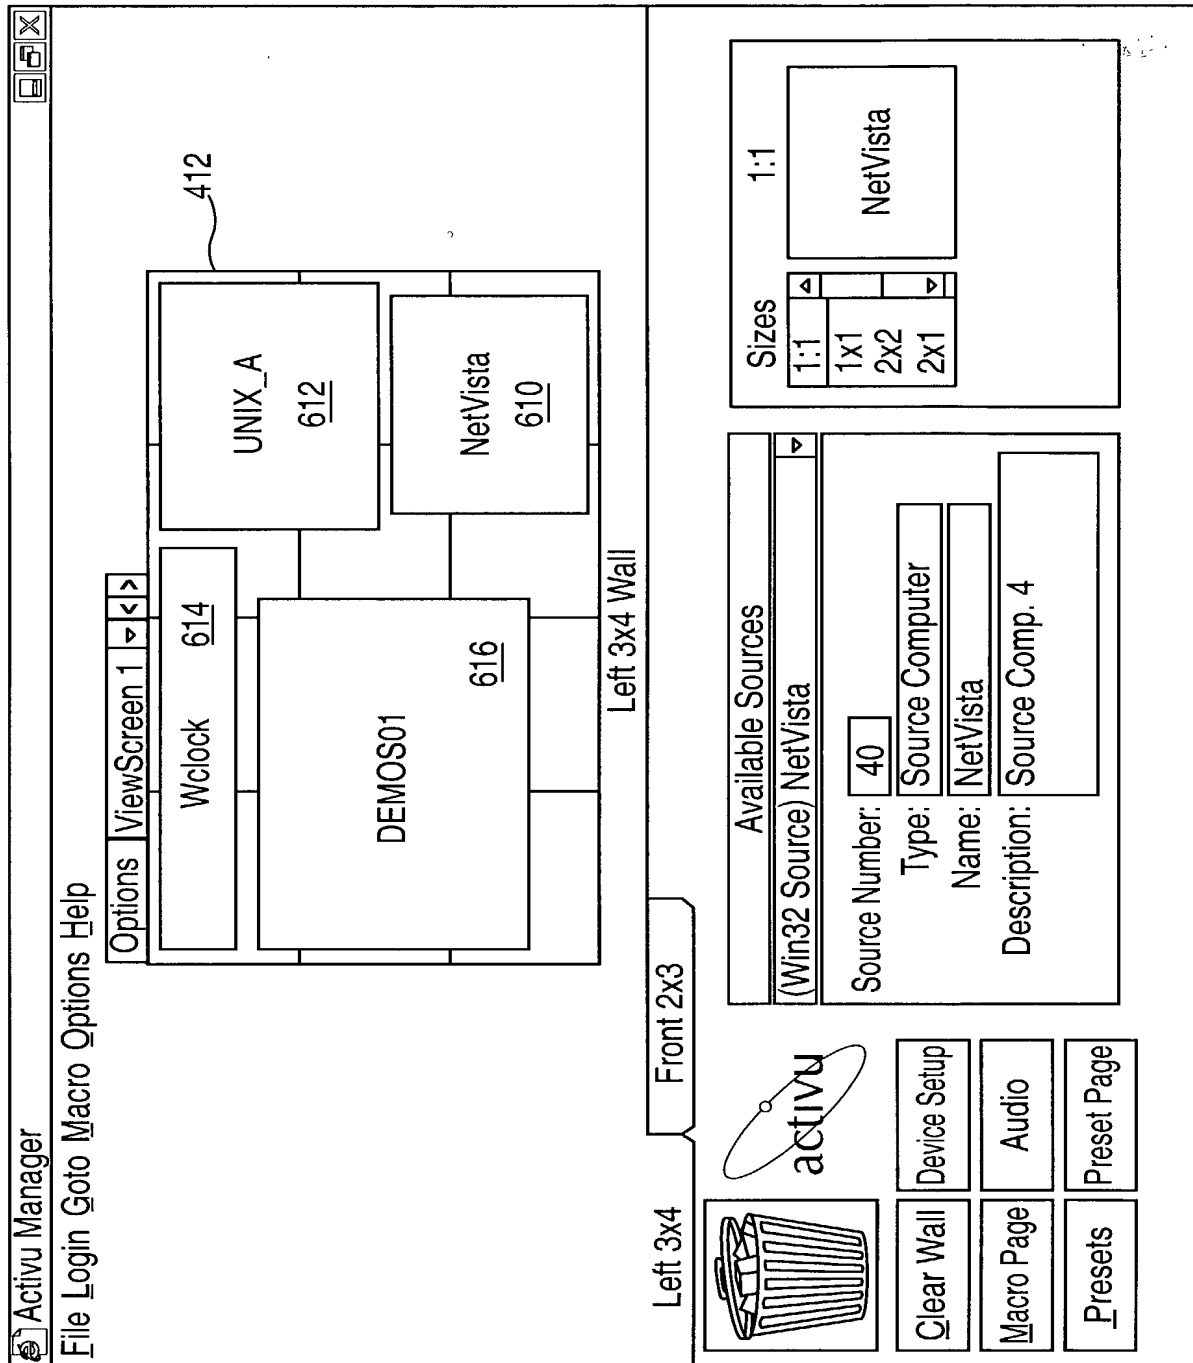 Activu Manager
File Login Goto Macro Options Help
Options ViewScreen 1 < >
412
Wclock 614
UNIX_A
612
DEMOS01
616
NetVista
610
Left 3x4 Wall
Left 3x4
Front 2x3
activu
Clear Wall
Device Setup
Macro Page
Audio
Presets
Preset Page
Available Sources
(Win32 Source) NetVista
Source Number: 40
Type: Source Computer
Name: NetVista
Description: Source Comp. 4
Sizes
1:1
1:1
1x1
2x2
2x1
NetVista